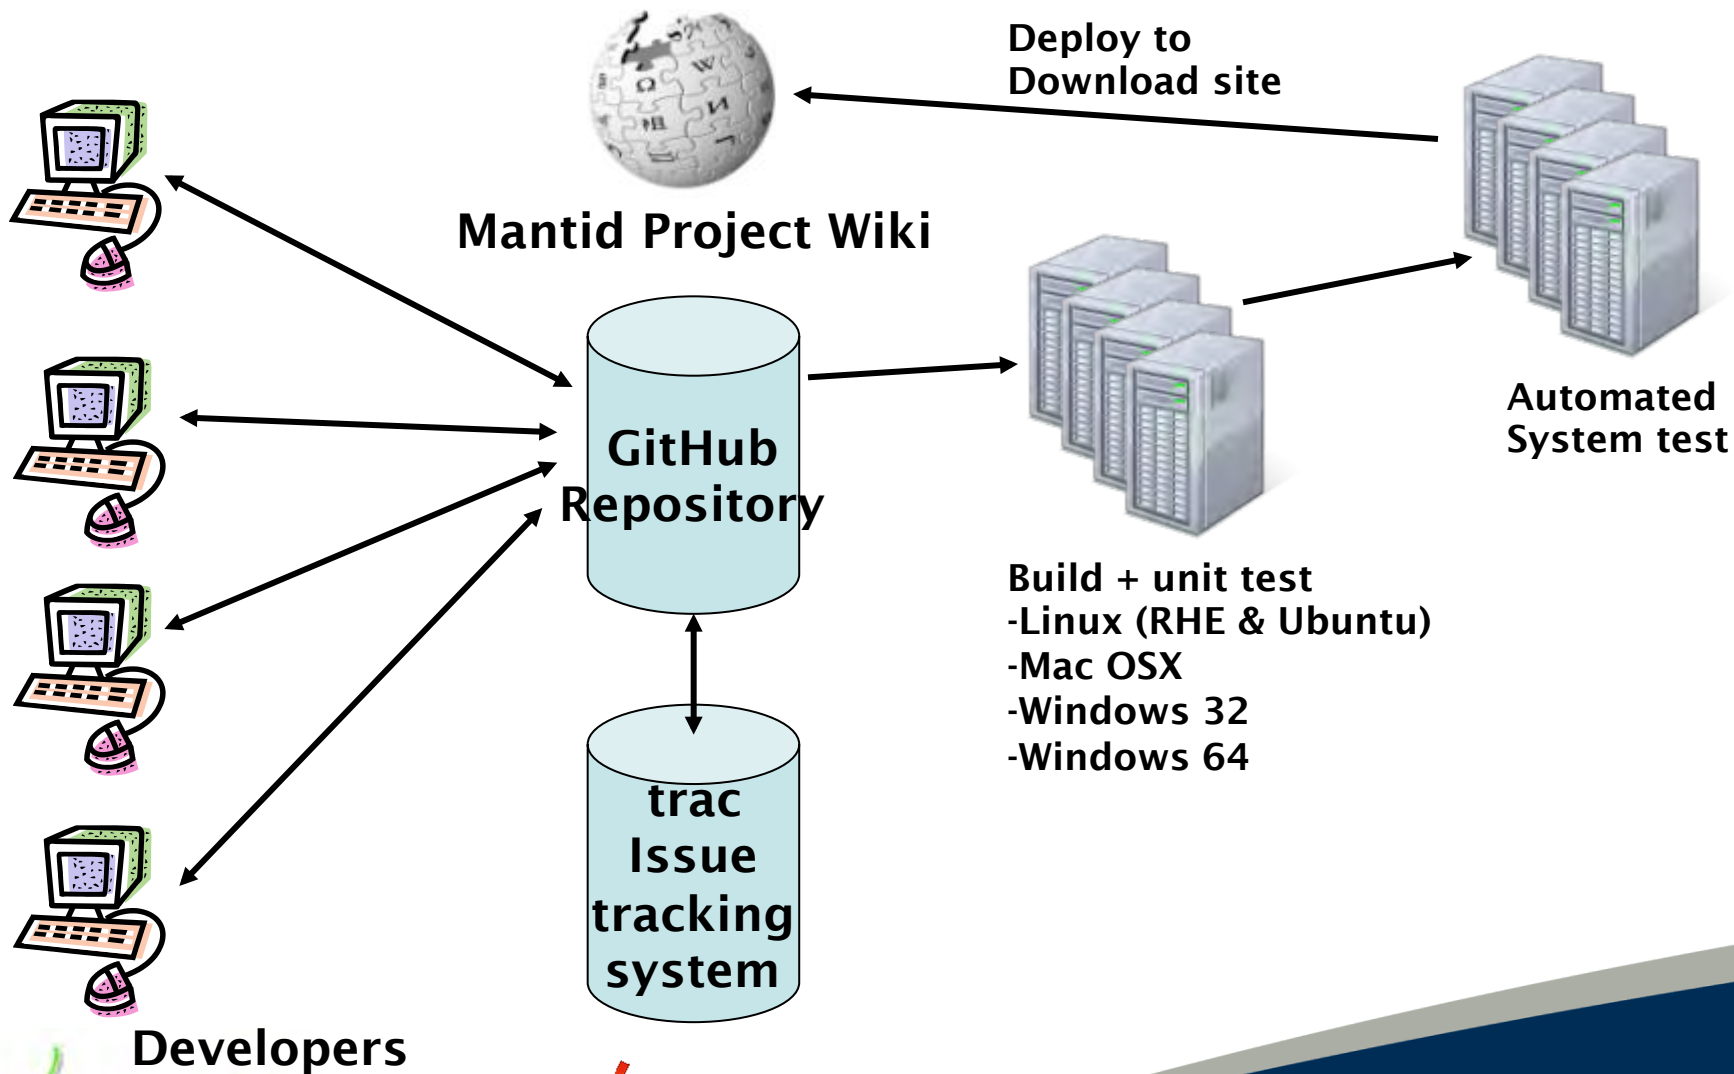 Deploy to
Download site
Mantid Project Wiki
GitHub
Repository
Automated
System test
Build + unit test
-Linux (RHE & Ubuntu)
-Mac OSX
-Windows 32
-Windows 64
trac
Issue
tracking
system
Developers